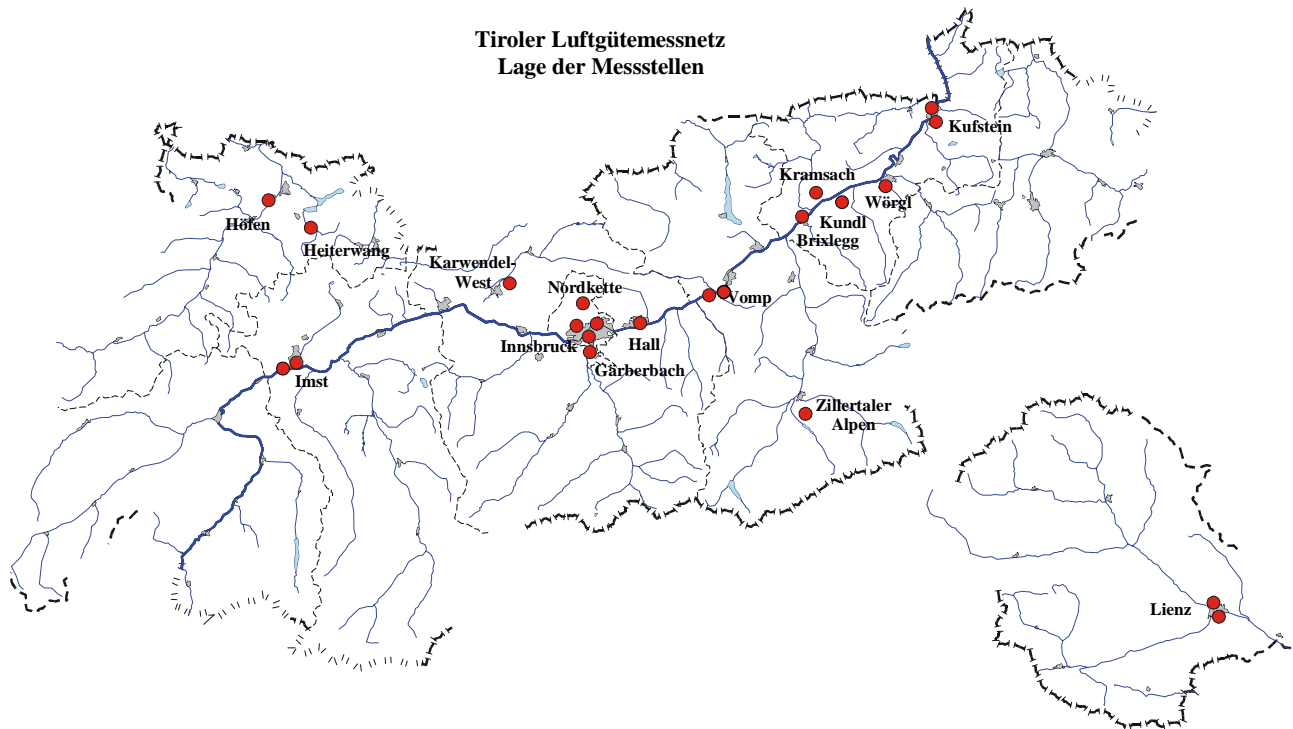 Tiroler Luftgütemessnetz
Lage der Messstellen
Kufstein
Kramsach
Wörgl
Kundl
Brixlegg
Höfen
Heiterwang
Karwendel-
West
Nordkette
Vomp
Innsbruck
Hall
Gärberbach
Imst
Zillertaler
Alpen
Lienz